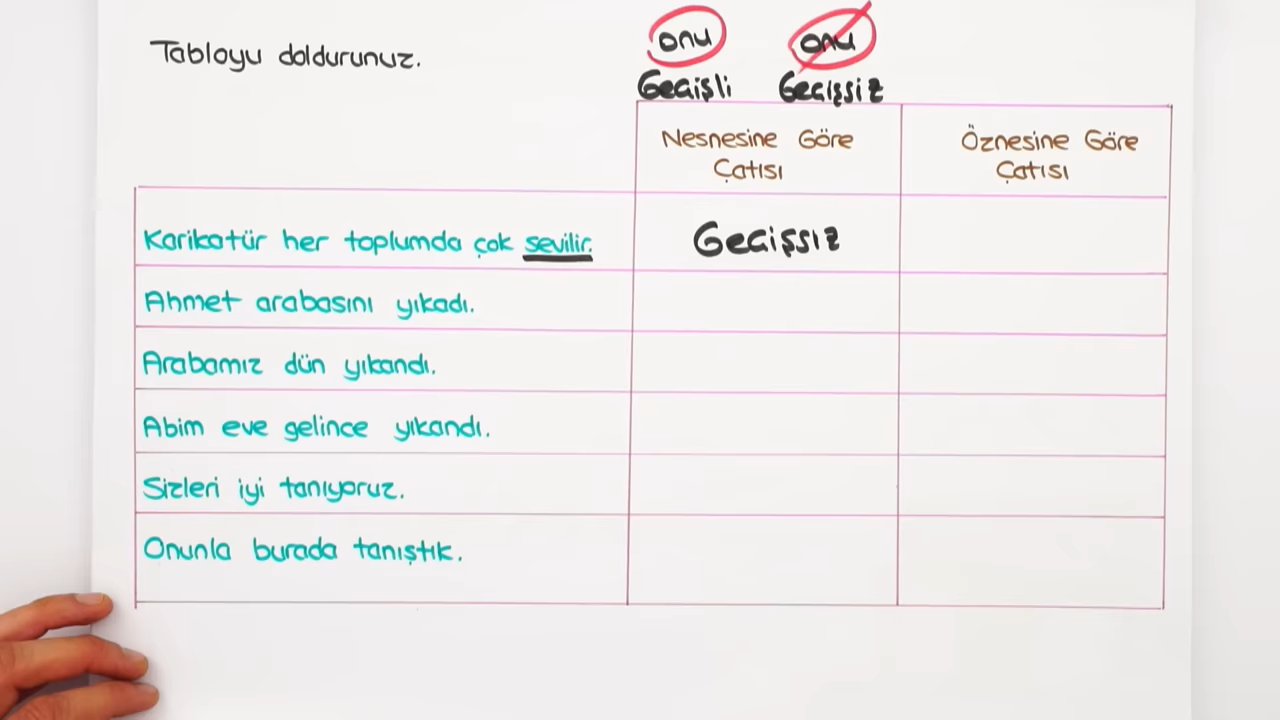 Tabloyu doldurunuz.
onu
onu
Geçişli
Geçişsiz
Nesnesine Göre
Çatısı
Öznesine Göre
Çatısı
Karikatür her toplumda çok sevilir.
Geçişsiz
Ahmet arabasını yıkadı.
Arabamız dün yıkandı.
Abim eve gelince yıkandı.
Sizleri iyi tanıyoruz.
Onunla burada tanıştık.